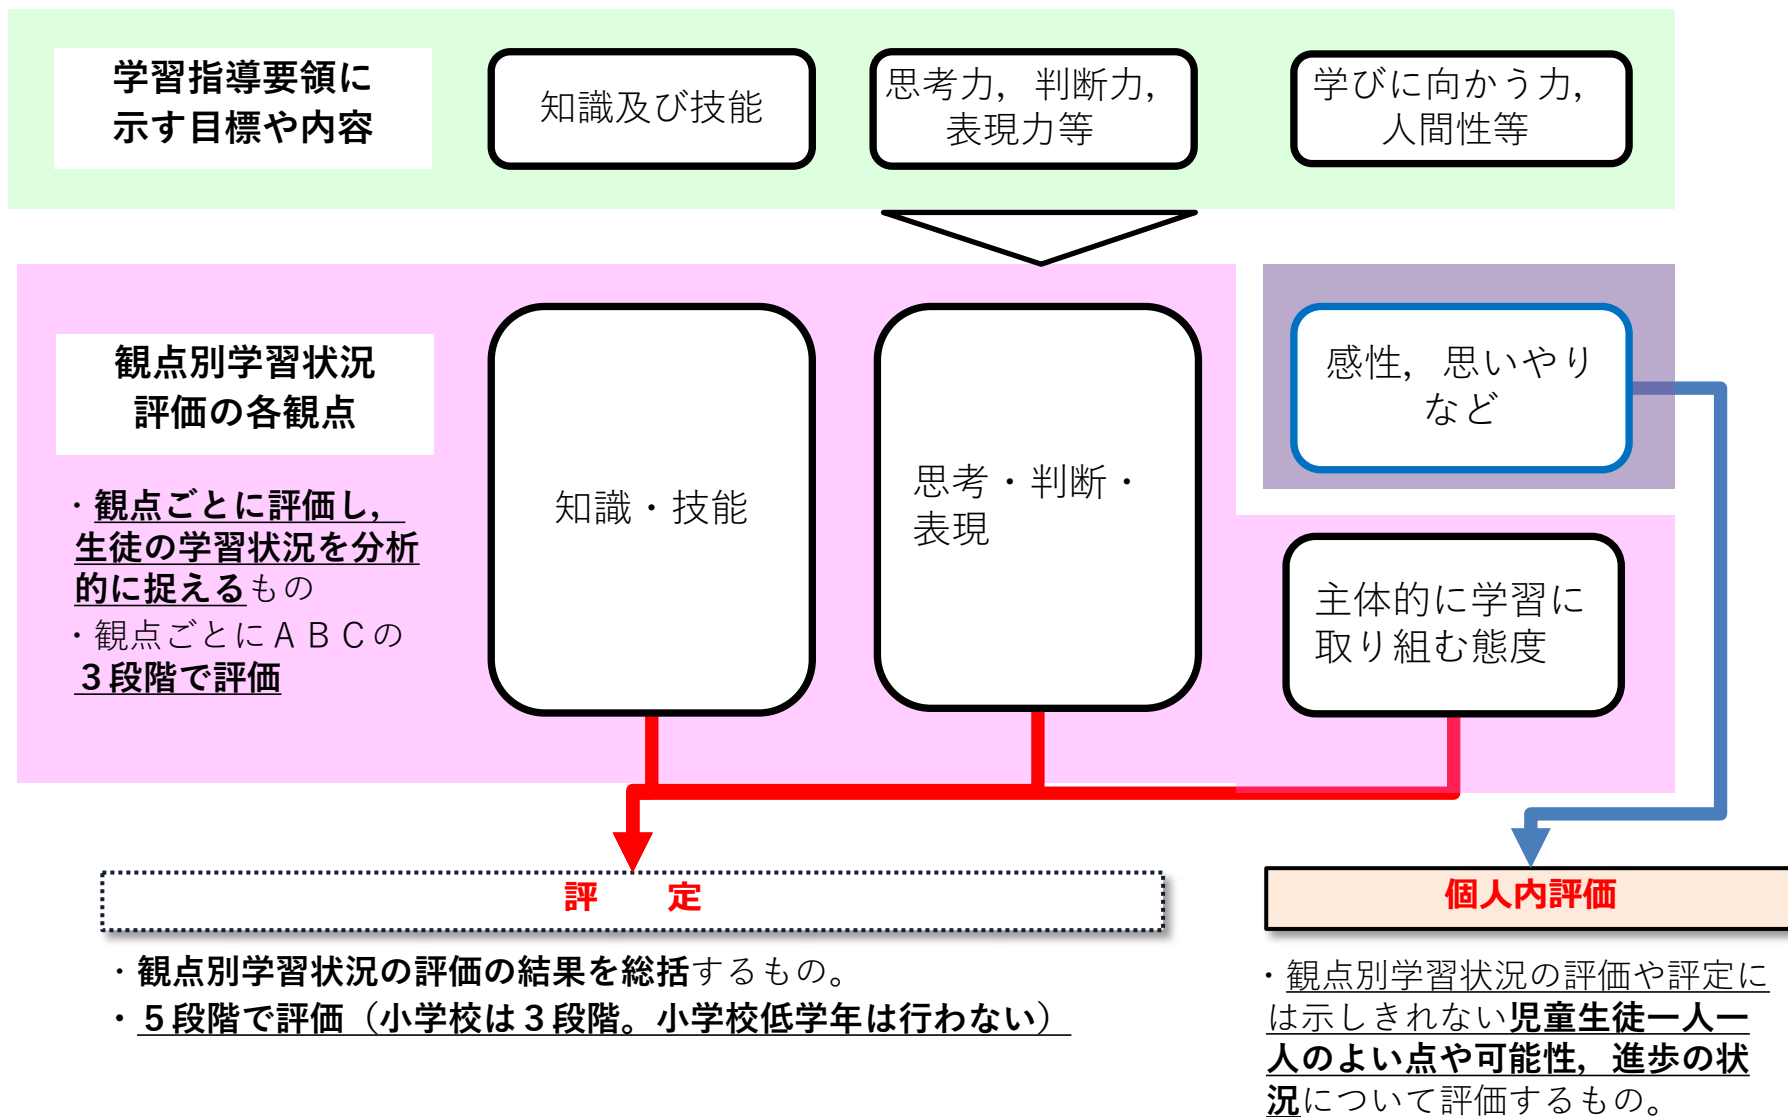 学習指導要領に
示す目標や内容
知識及び技能
思考力，判断力，
表現力等
学びに向かう力，
人間性等
観点別学習状況
評価の各観点
・観点ごとに評価し，
生徒の学習状況を分析
的に捉えるもの
・観点ごとにＡＢＣの
３段階で評価
知識・技能
思考・判断・
表現
感性，思いやり
など
主体的に学習に
取り組む態度
評　定
・観点別学習状況の評価の結果を総括するもの。
・５段階で評価（小学校は３段階。小学校低学年は行わない）
個人内評価
・観点別学習状況の評価や評定に
は示しきれない児童生徒一人一
人のよい点や可能性，進歩の状
況について評価するもの。